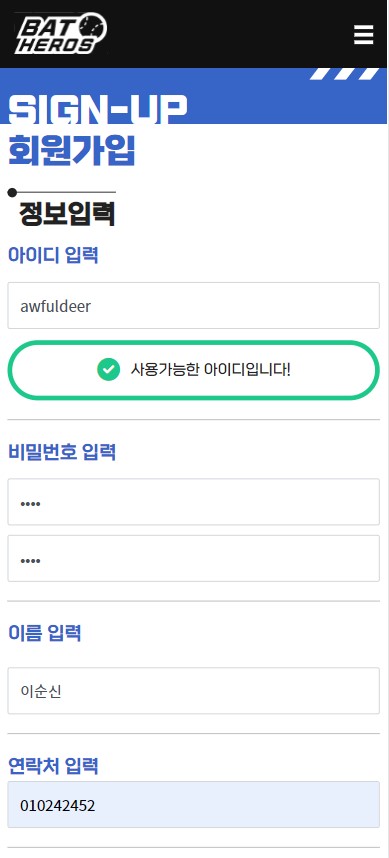 BAT
HEROS
SIGN-UP
회원가입
정보입력
아이디 입력
awfuldeer
사용가능한 아이디입니다!
비밀번호 입력
••••
••••
이름 입력
이순신
연락처 입력
010242452